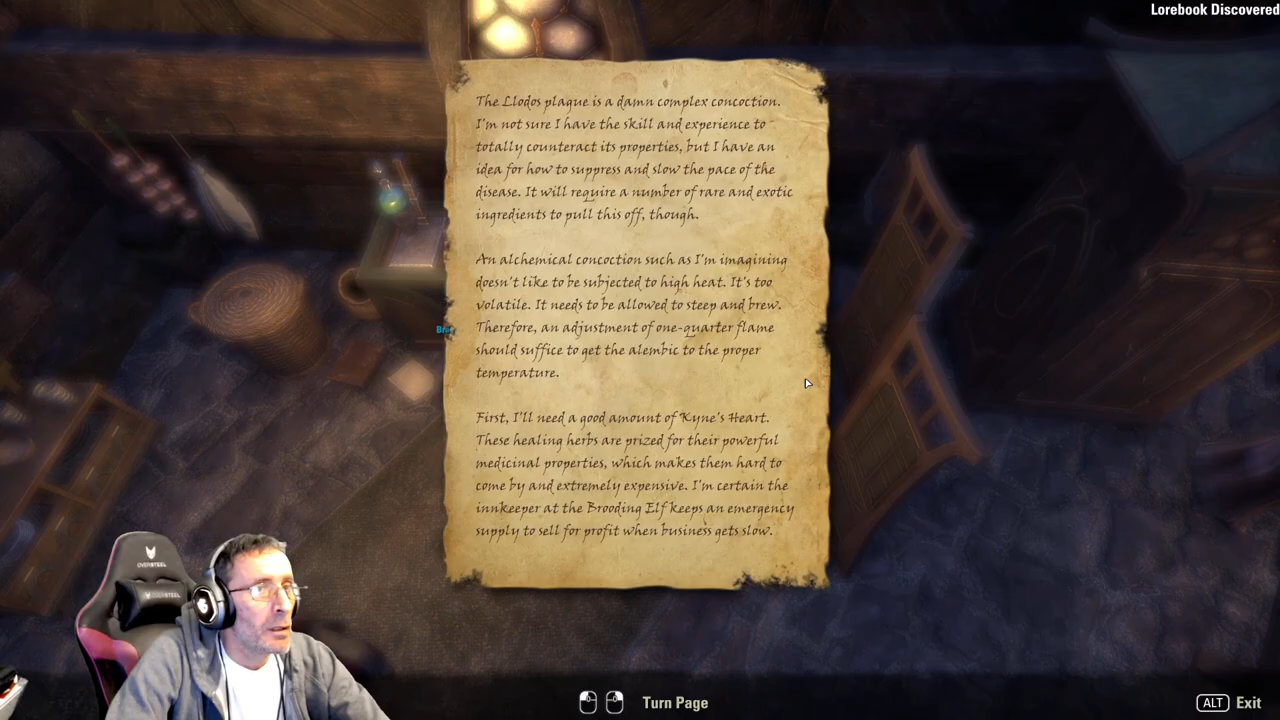 Lorebook Discovered
The Llodos plague is a damn complex concoction.
I'm not sure I have the skill and experience to
totally counteract its properties, but I have an
idea for how to suppress and slow the pace of the
disease. It will require a number of rare and exotic
ingredients to pull this off, though.
An alchemical concoction such as I'm imagining
doesn't like to be subjected to high heat. It's too
volatile. It needs to be allowed to steep and brew.
Therefore, an adjustment of one-quarter flame
should suffice to get the alembic to the proper
temperature.
First, I'll need a good amount of Kyne's Heart.
These healing herbs are prized for their powerful
medicinal properties, which makes them hard to
come by and extremely expensive. I'm certain the
innkeeper at the Brooding Elf keeps an emergency
supply to sell for profit when business gets slow.
OVERSTEEL
OVERSTEEL
Turn Page
ALT Exit